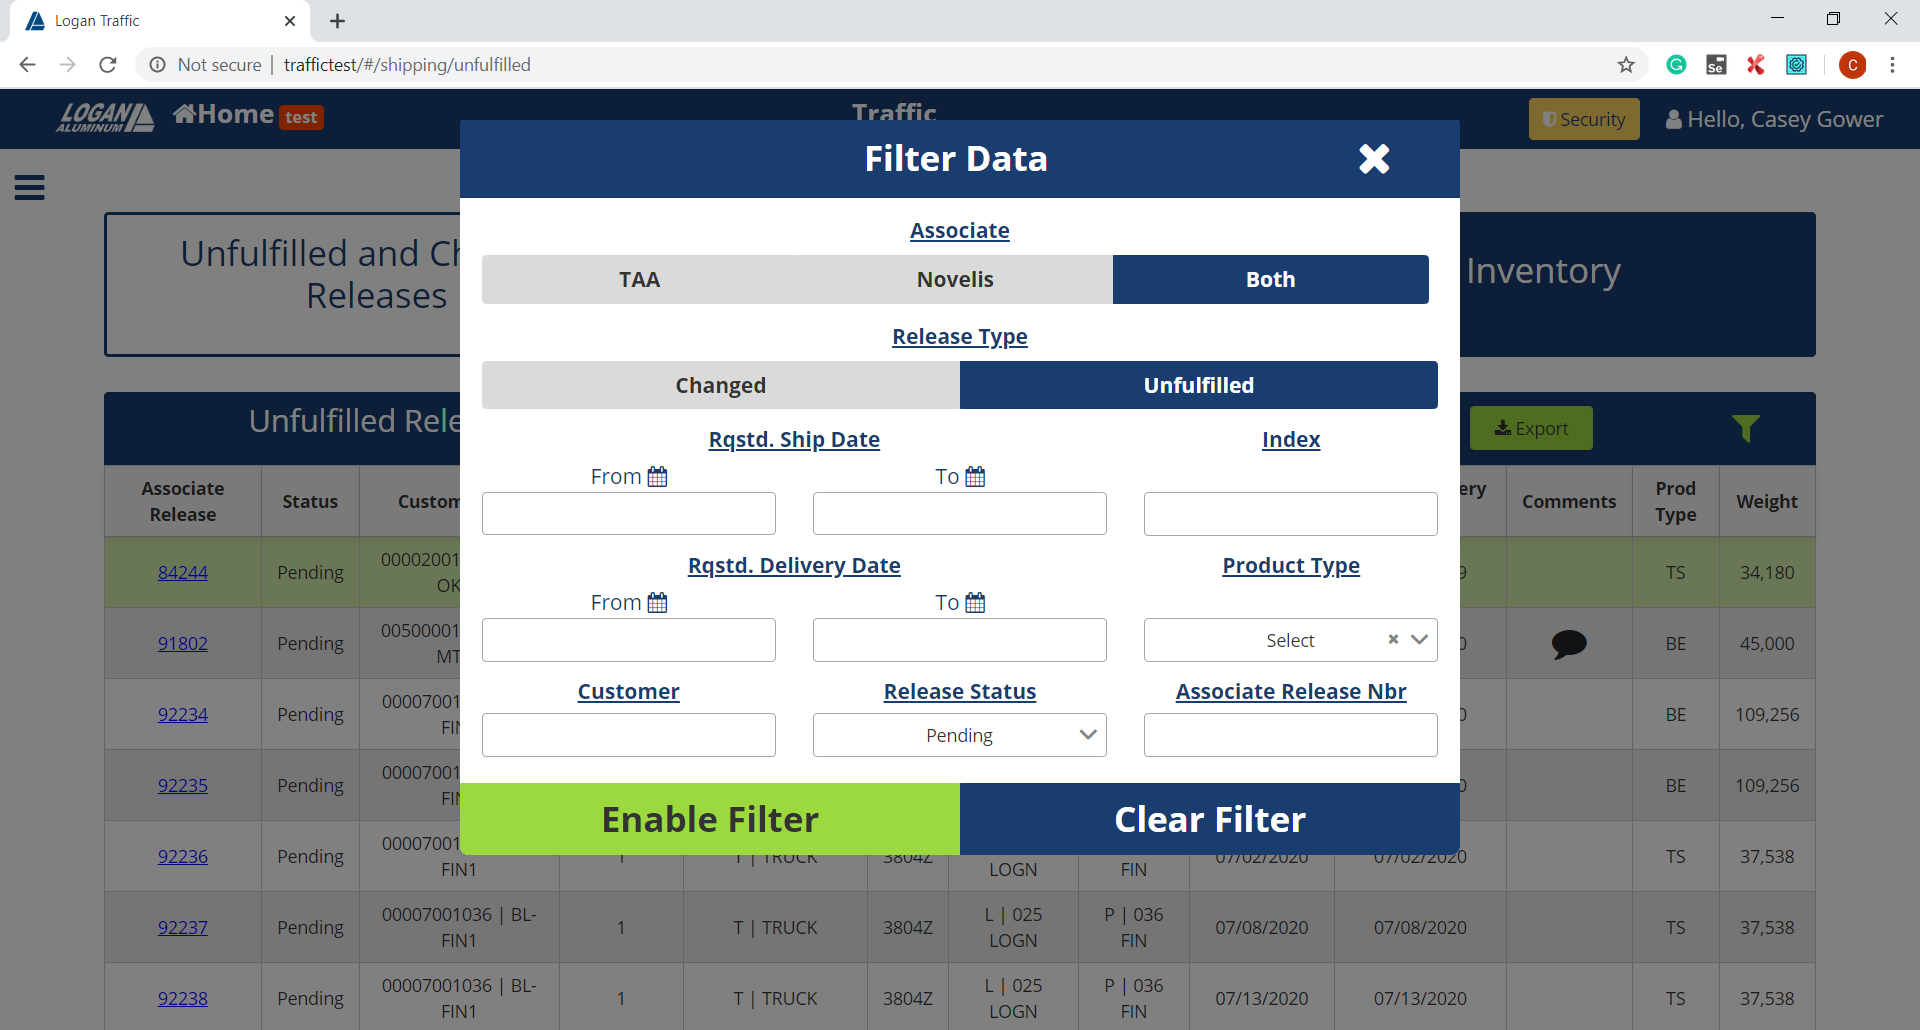 Logan Traffic
Not secure | traffictest/#/shipping/unfulfilled
Se
C
LOGAN
ALUMINUM
Home test
Traffic
Security
Hello, Casey Gower
Filter Data
Unfulfilled and Ch
Releases
Inventory
Associate
TAA Novelis Both
Release Type
Changed Unfulfilled
Unfulfilled Rele
Export
Rqstd. Ship Date
Index
From To
Rqstd. Delivery Date
Product Type
From To
Select
Customer
Release Status
Associate Release Nbr
Pending
Enable Filter
Clear Filter
Associate
Release Status Custom ery Comments Prod
Type Weight
84244 Pending 00002001
OK 9 TS 34,180
91802 Pending 00500001
MT 0 BE 45,000
92234 Pending 00007001
FIN 0 BE 109,256
92235 Pending 00007001
FIN 0 BE 109,256
92236 Pending 00007001
FIN1 1 T | TRUCK 3804Z LOGN FIN 07/02/2020 07/02/2020 TS 37,538
92237 Pending 00007001036 | BL-
FIN1 1 T | TRUCK 3804Z L | 025
LOGN P | 036
FIN 07/08/2020 07/08/2020 TS 37,538
92238 Pending 00007001036 | BL-
FIN1 1 T | TRUCK 3804Z L | 025
LOGN P | 036
FIN 07/13/2020 07/13/2020 TS 37,538